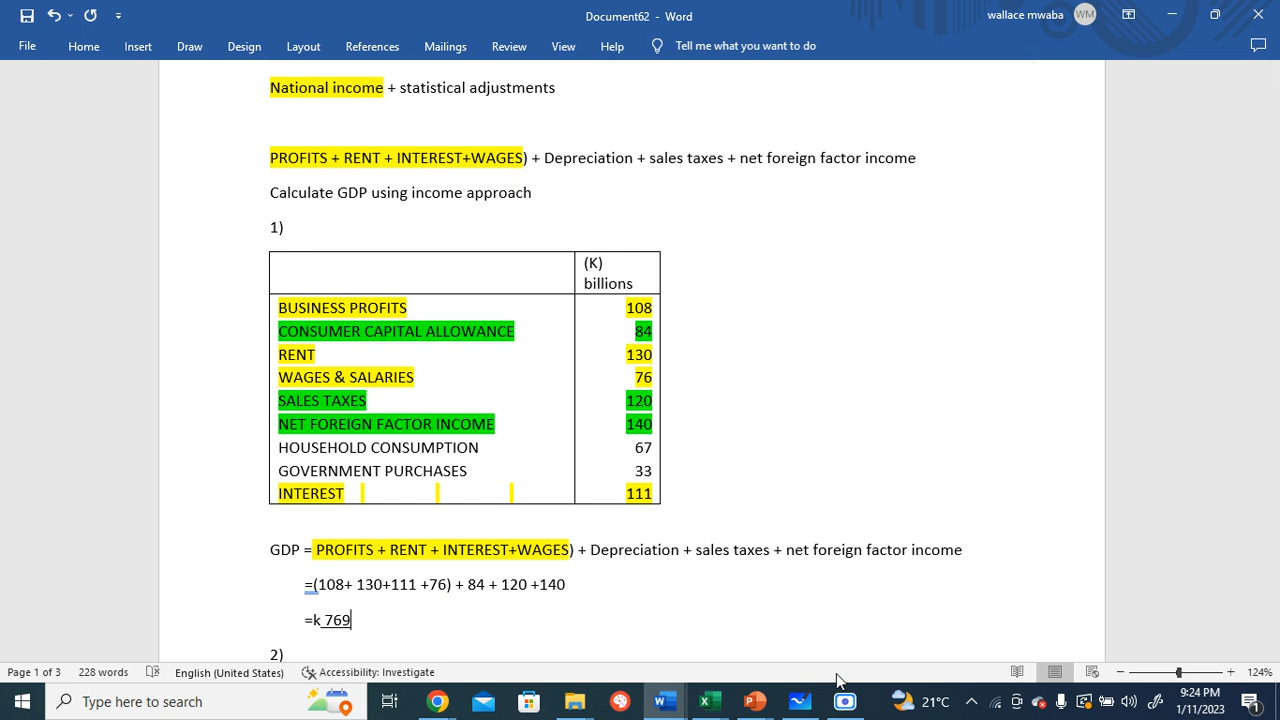 Document62 - Word
wallace mwaba WM
File Home Insert Draw Design Layout References Mailings Review View Help Tell me what you want to do
National income + statistical adjustments
PROFITS + RENT + INTEREST+WAGES) + Depreciation + sales taxes + net foreign factor income
Calculate GDP using income approach
1)
(K)
billions
BUSINESS PROFITS 108
CONSUMER CAPITAL ALLOWANCE 84
RENT 130
WAGES & SALARIES 76
SALES TAXES 120
NET FOREIGN FACTOR INCOME 140
HOUSEHOLD CONSUMPTION 67
GOVERNMENT PURCHASES 33
INTEREST 111
GDP = PROFITS + RENT + INTEREST+WAGES) + Depreciation + sales taxes + net foreign factor income
=(108+ 130+111 +76) + 84 + 120 +140
=k 769
2)
Page 1 of 3 228 words English (United States) Accessibility: Investigate 124%
Type here to search 21°C 9:24 PM
1/11/2023 1